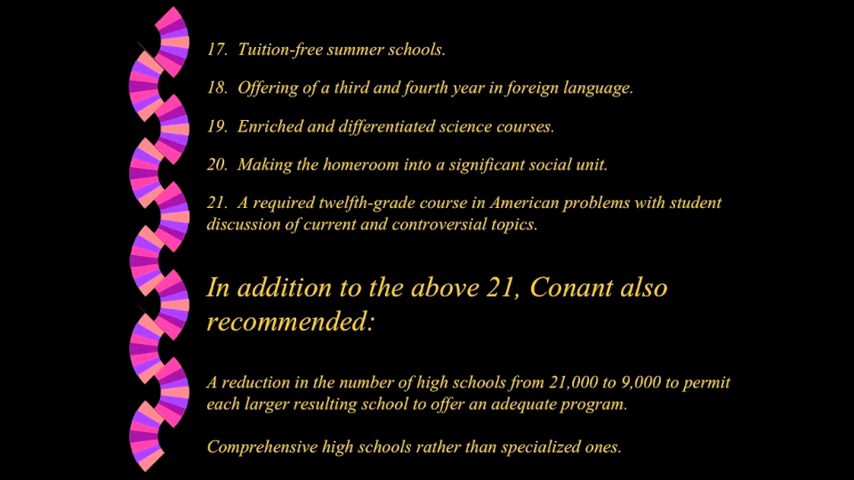 17. Tuition-free summer schools.
18. Offering of a third and fourth year in foreign language.
19. Enriched and differentiated science courses.
20. Making the homeroom into a significant social unit.
21. A required twelfth-grade course in American problems with student
discussion of current and controversial topics.
In addition to the above 21, Conant also
recommended:
A reduction in the number of high schools from 21,000 to 9,000 to permit
each larger resulting school to offer an adequate program.
Comprehensive high schools rather than specialized ones.